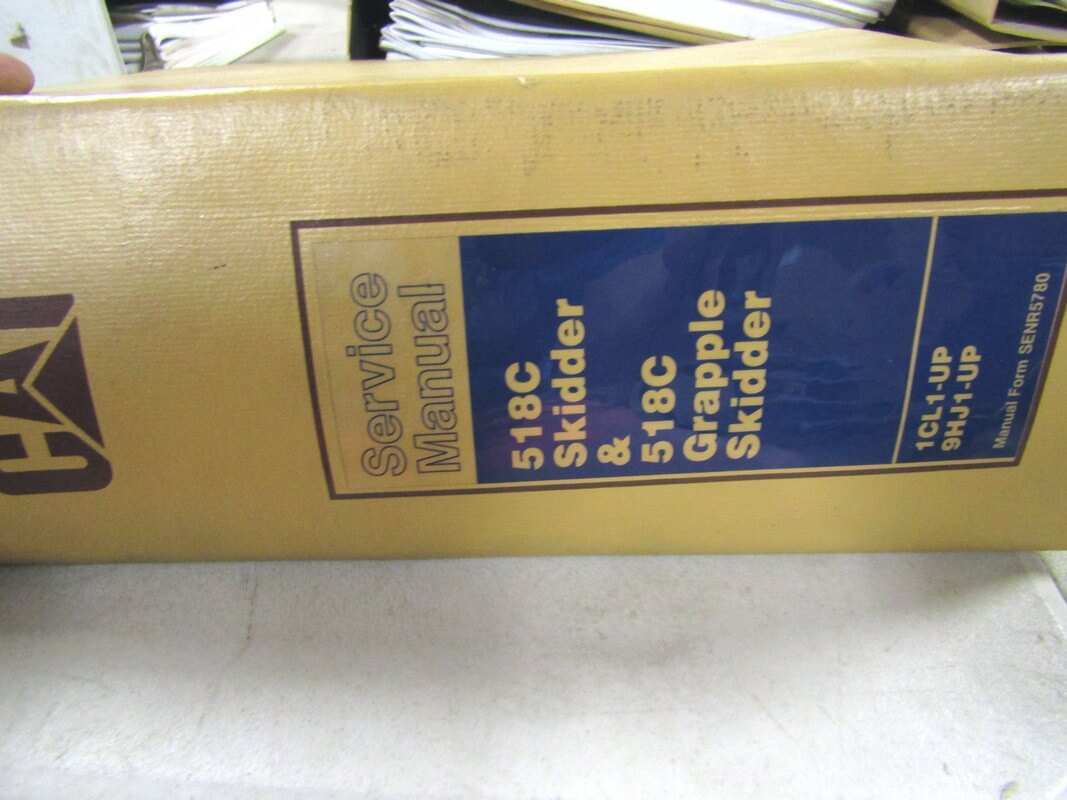 CAT
Service
Manual
518C
Skidder
&
518C
Grapple
Skidder
1CL1-UP
9HJ1-UP
Manual Form SENR5780